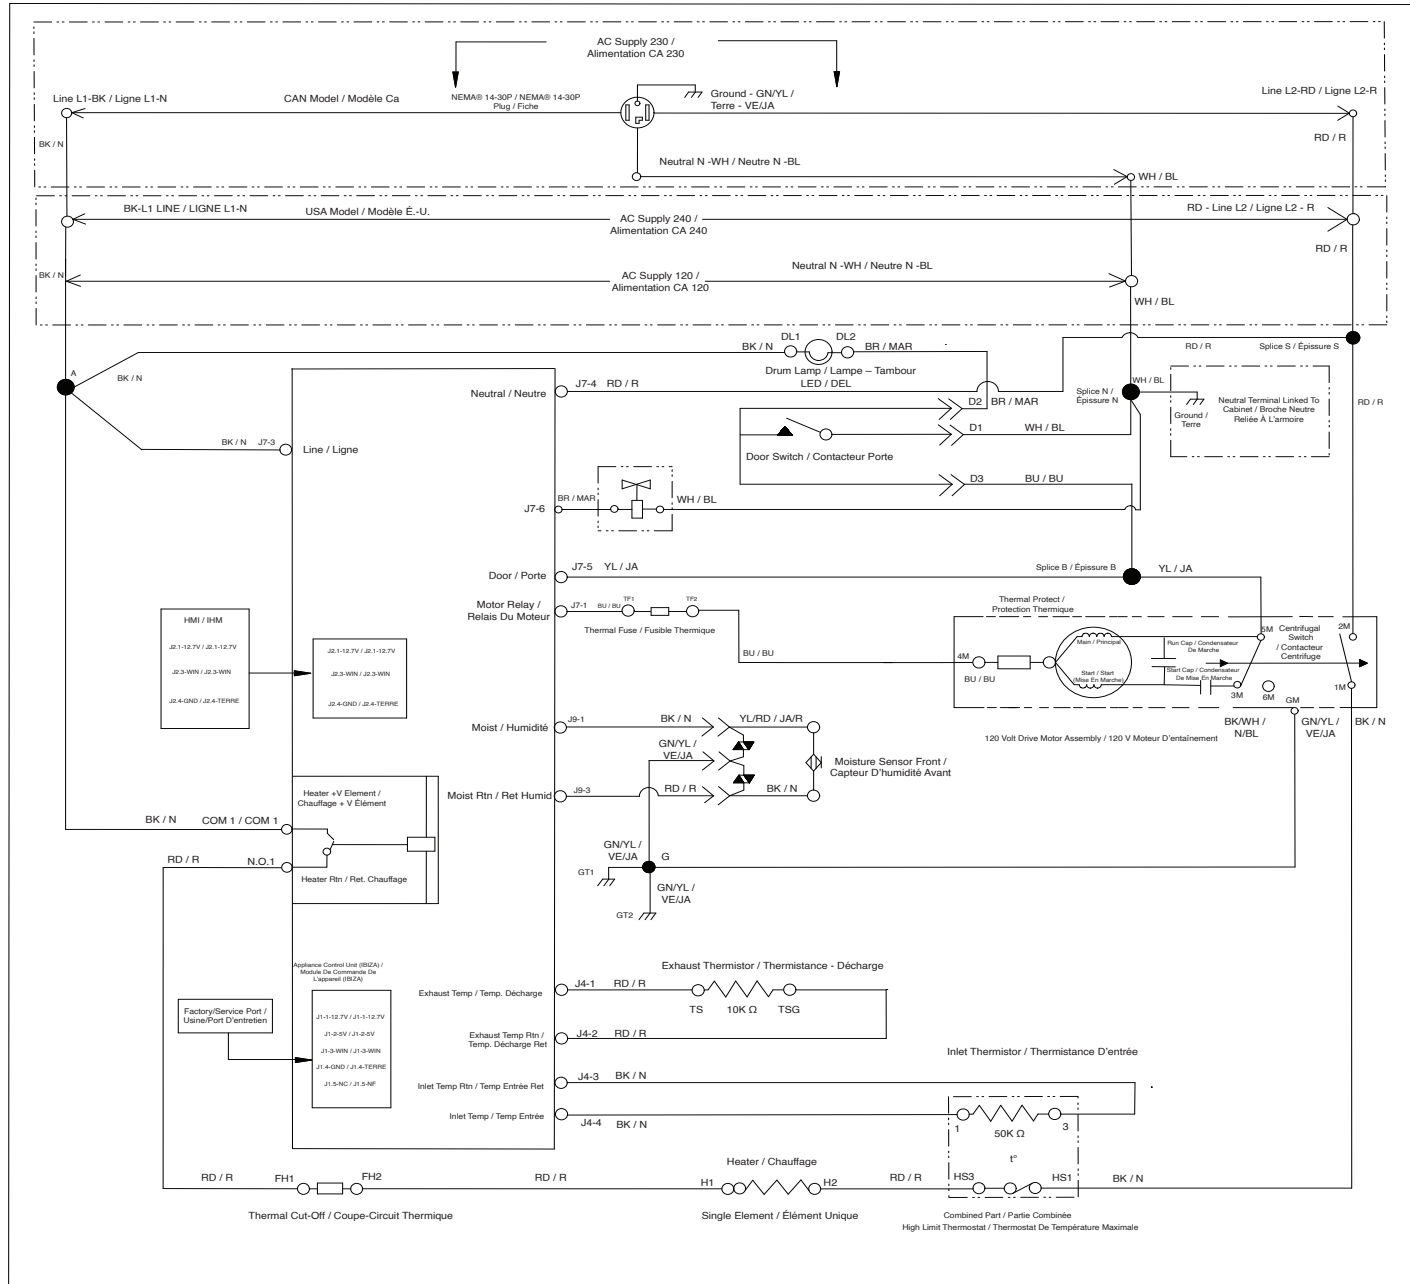 AC Supply 230 /
Alimentation CA 230
Line L1-BK / Ligne L1-N
CAN Model / Modèle Ca
NEMA® 14-30P / NEMA® 14-30P
Plug / Fiche
Ground - GN/YL /
Terre - VE/JA
Line L2-RD / Ligne L2-R
BK / N
RD / R
Neutral N -WH / Neutre N -BL
WH / BL
BK-L1 LINE / LIGNE L1-N
USA Model / Modèle É.-U.
AC Supply 240 /
Alimentation CA 240
RD - Line L2 / Ligne L2 - R
RD / R
BK / N
AC Supply 120 /
Alimentation CA 120
Neutral N -WH / Neutre N -BL
WH / BL
DL1
DL2
BK / N
BR / MAR
RD / R
Splice S / Épissure S
Drum Lamp / Lampe – Tambour
LED / DEL
A
BK / N
Neutral / Neutre
J7-4
RD / R
D2
BR / MAR
Splice N /
Épissure N
WH / BL
Ground /
Terre
Neutral Terminal Linked To
Cabinet / Broche Neutre
Reliée À L'armoire
RD / R
BK / N
J7-3
Line / Ligne
D1
WH / BL
Door Switch / Contacteur Porte
D3
BU / BU
J7-6
BR / MAR
WH / BL
Door / Porte
J7-5
YL / JA
Splice B / Épissure B
YL / JA
Motor Relay /
Relais Du Moteur
J7-1
BU / BU
TF1
TF2
Thermal Fuse / Fusible Thermique
BU / BU
Thermal Protect /
Protection Thermique
Main / Principal
Start / Start
(Mise En Marche)
4M
BU / BU
Run Cap / Condensateur
De Marche
Start Cap / Condensateur
De Mise En Marche
5M
Centrifugal
Switch
/ Contacteur
Centrifuge
2M
3M
6M
1M
GM
BK/WH /
N/BL
GN/YL /
VE/JA
BK / N
120 Volt Drive Motor Assembly / 120 V Moteur D'entaînement
HMI / IHM
J2.1-12.7V / J2.1-12.7V
J2.3-WIN / J2.3-WIN
J2.4-GND / J2.4-TERRE
J2.1-12.7V / J2.1-12.7V
J2.3-WIN / J2.3-WIN
J2.4-GND / J2.4-TERRE
Moist / Humidité
J9-1
BK / N
YL/RD / JA/R
GN/YL /
VE/JA
Moisture Sensor Front /
Capteur D'humidité Avant
Moist Rtn / Ret Humid
J9-3
RD / R
BK / N
Heater +V Element /
Chauffage + V Élément
BK / N
COM 1 / COM 1
RD / R
N.O.1
Heater Rtn / Ret. Chauffage
GN/YL /
VE/JA
G
GT1
GN/YL /
VE/JA
GT2
Appliance Control Unit (IBIZA) /
Module De Commande De
L'appareil (IBIZA)
Factory/Service Port /
Usine/Port D'entretien
J1-1-12.7V / J1-1-12.7V
J1-2-5V / J1-2-5V
J1-3-WIN / J1-3-WIN
J1.4-GND / J1.4-TERRE
J1.5-NC / J1.5-NF
Exhaust Thermistor / Thermistance - Décharge
Exhaust Temp / Temp. Décharge
J4-1
RD / R
TS
10K Ω
TSG
Exhaust Temp Rtn /
Temp. Décharge Ret
J4-2
RD / R
Inlet Thermistor / Thermistance D'entrée
Inlet Temp Rtn / Temp Entrée Ret
J4-3
BK / N
Inlet Temp / Temp Entrée
J4-4
BK / N
1
50K Ω
3
t°
RD / R
FH1
FH2
RD / R
Heater / Chauffage
H1
H2
RD / R
HS3
HS1
BK / N
Thermal Cut-Off / Coupe-Circuit Thermique
Single Element / Élément Unique
Combined Part / Partie Combinée
High Limit Thermostat / Thermostat De Température Maximale